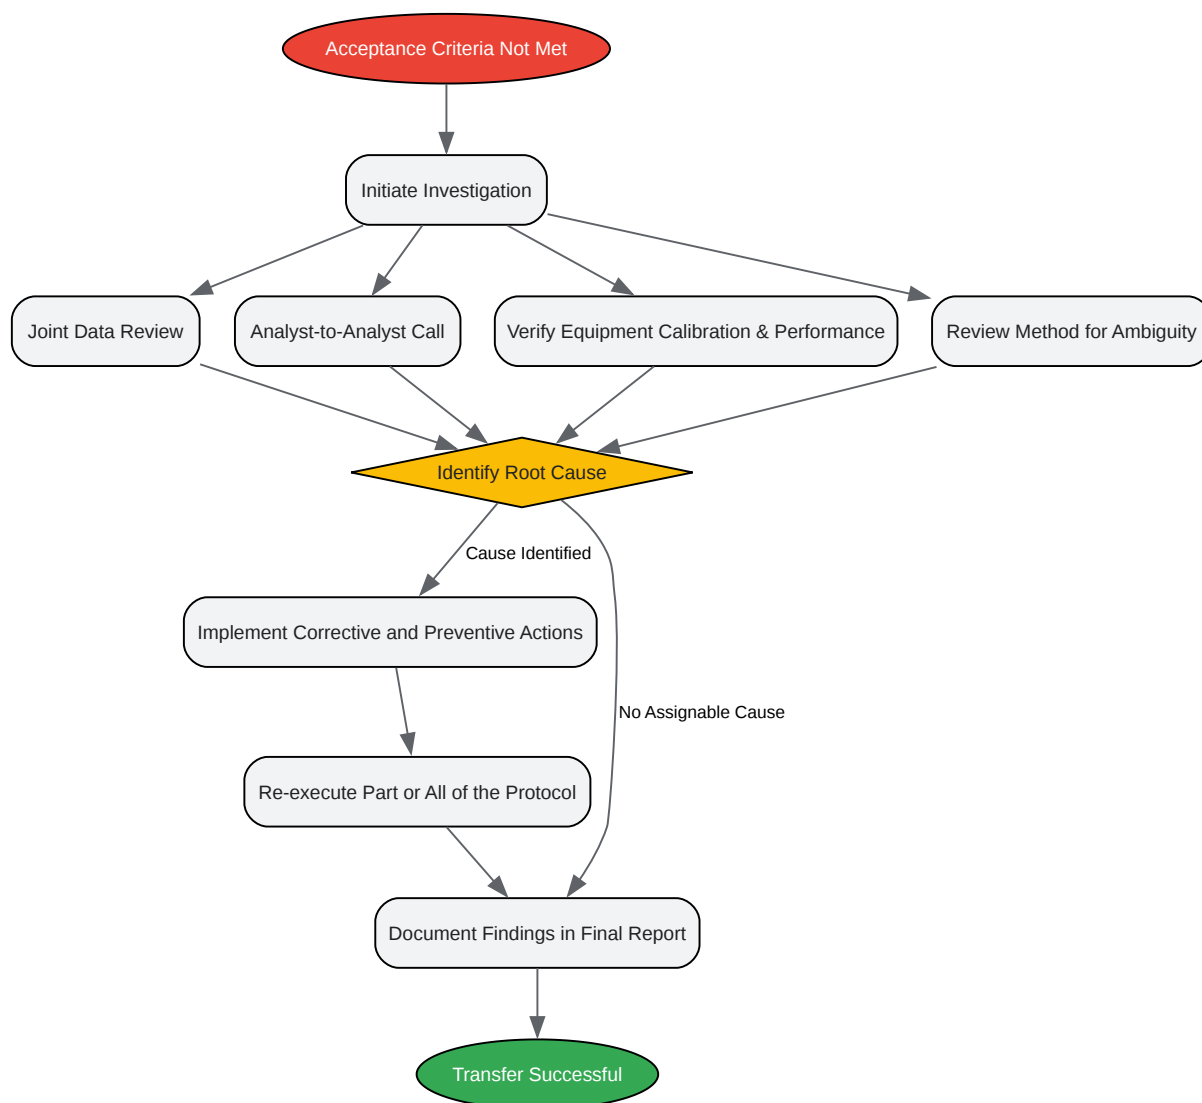 Acceptance Criteria Not Met
Initiate Investigation
Joint Data Review
Analyst-to-Analyst Call
Verify Equipment Calibration & Performance
Review Method for Ambiguity
Identify Root Cause
Cause Identified
Implement Corrective and Preventive Actions
No Assignable Cause
Re-execute Part or All of the Protocol
Document Findings in Final Report
Transfer Successful